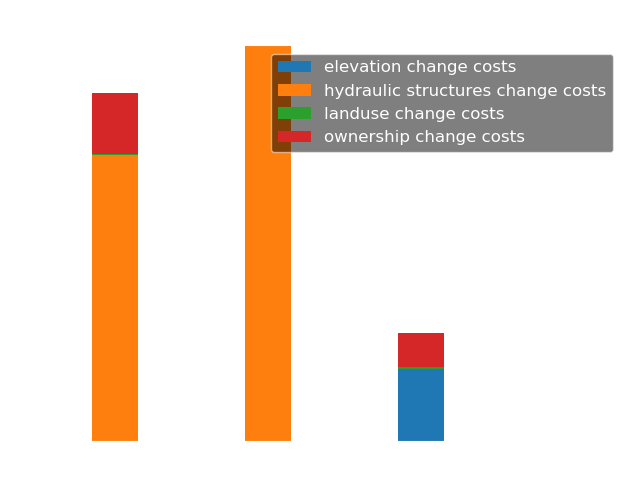 elevation change costs
hydraulic structures change costs
landuse change costs
ownership change costs